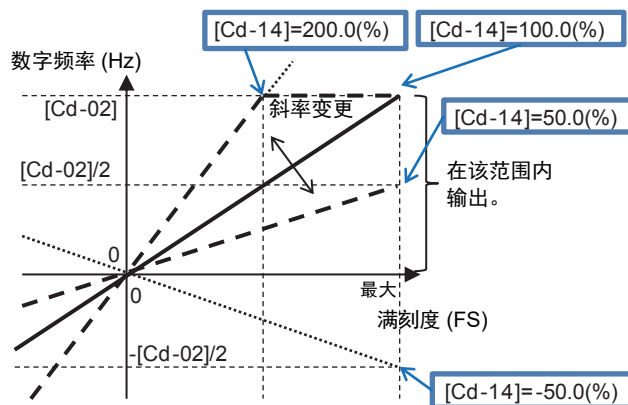 [Cd-14]=200.0(%)
[Cd-14]=100.0(%)
数字频率 (Hz)
[Cd-02]
斜率变更
[Cd-14]=50.0(%)
[Cd-02]/2
在该范围内
输出。
0
0
最大
满刻度 (FS)
-[Cd-02]/2
[Cd-14]=-50.0(%)